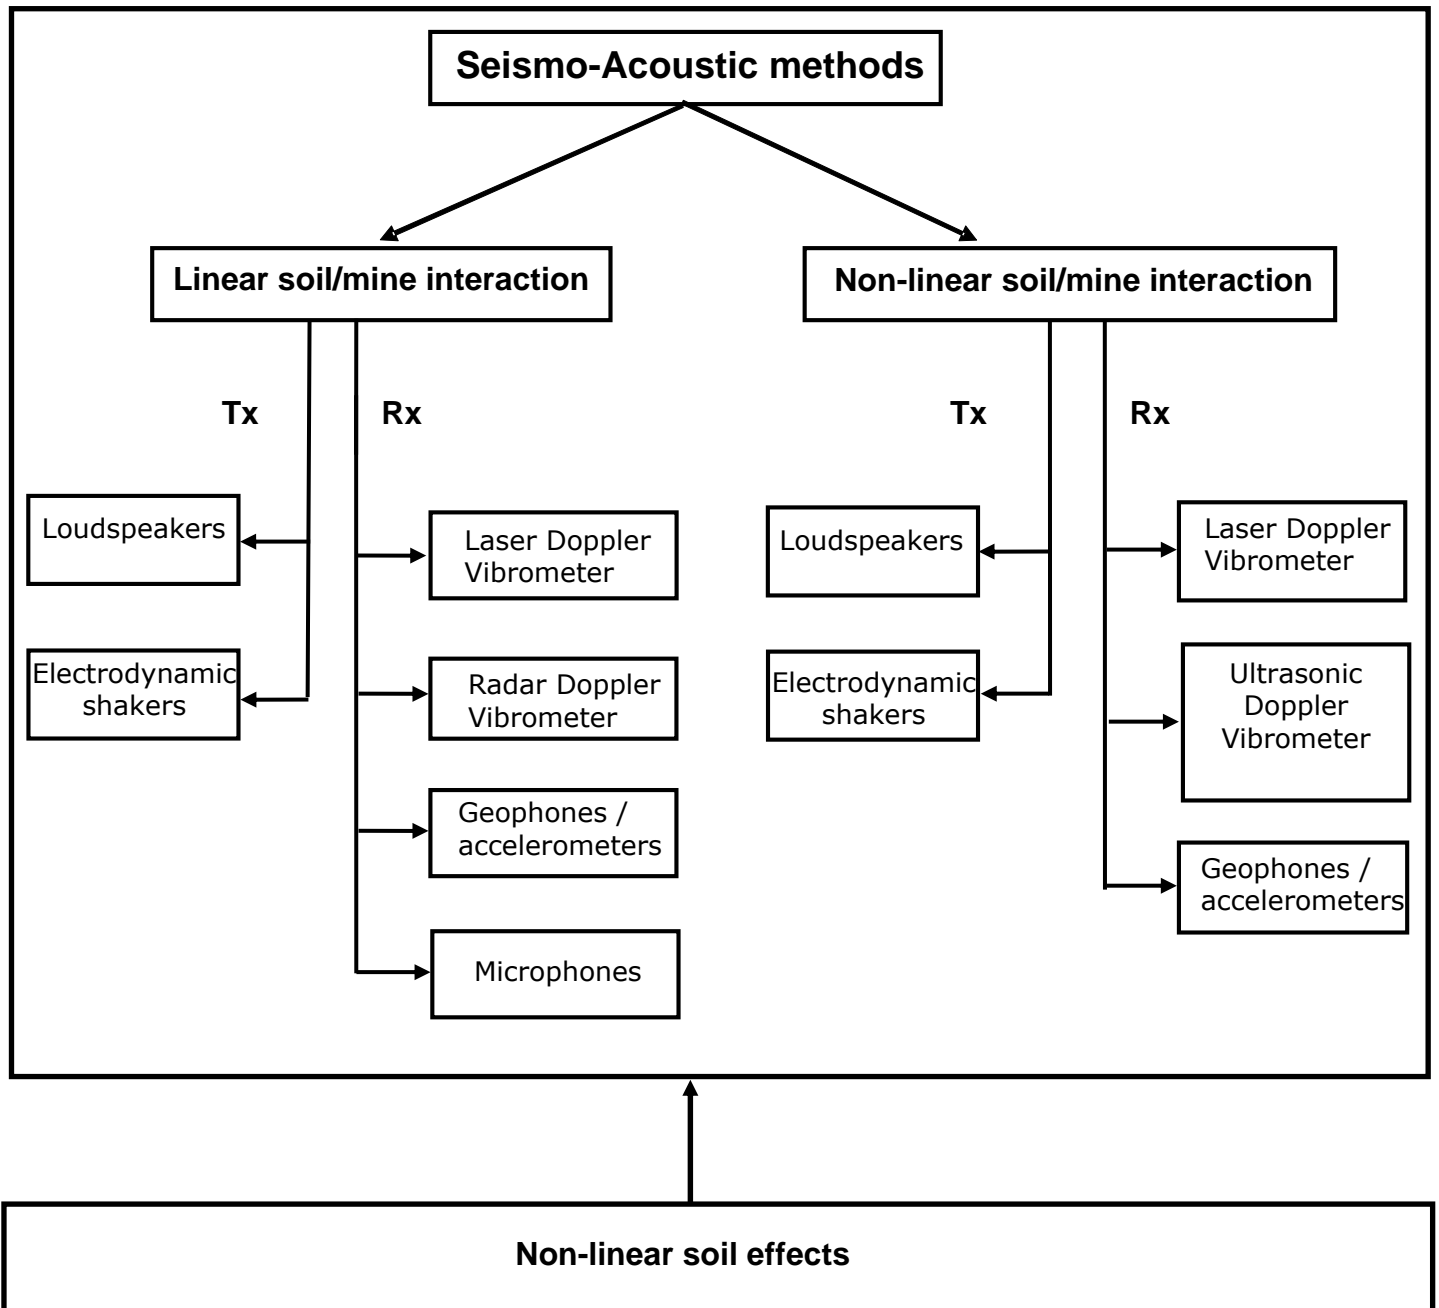 Seismo-Acoustic methods
Linear soil/mine interaction
Non-linear soil/mine interaction
Tx
Rx
Tx
Rx
Loudspeakers
Electrodynamic
shakers
Laser Doppler
Vibrometer
Radar Doppler
Vibrometer
Geophones /
accelerometers
Microphones
Loudspeakers
Electrodynamic
shakers
Laser Doppler
Vibrometer
Ultrasonic
Doppler
Vibrometer
Geophones /
accelerometers
Non-linear soil effects